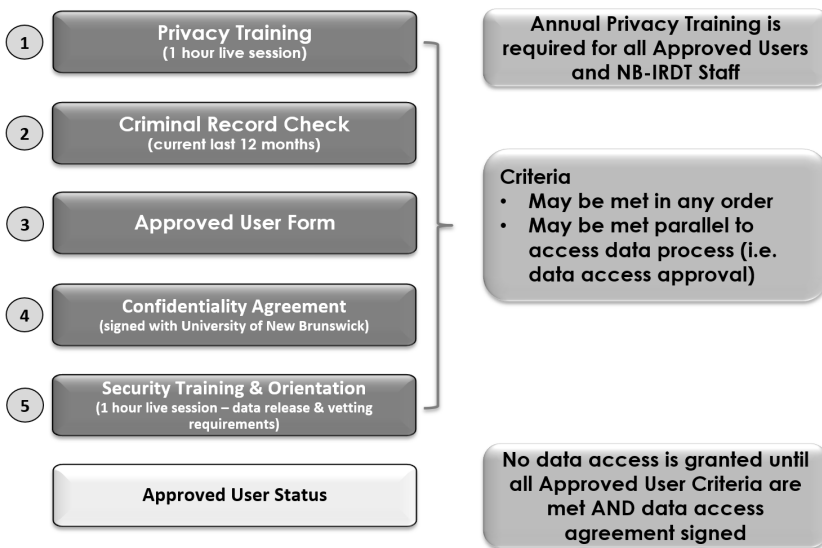 1
Privacy Training
(1 hour live session)
2
Criminal Record Check
(current last 12 months)
3
Approved User Form
4
Confidentiality Agreement
(signed with University of New Brunswick)
5
Security Training & Orientation
(1 hour live session – data release & vetting
requirements)
Approved User Status
Annual Privacy Training is
required for all Approved Users
and NB-IRDT Staff
Criteria
• May be met in any order
• May be met parallel to
access data process (i.e.
data access approval)
No data access is granted until
all Approved User Criteria are
met AND data access
agreement signed